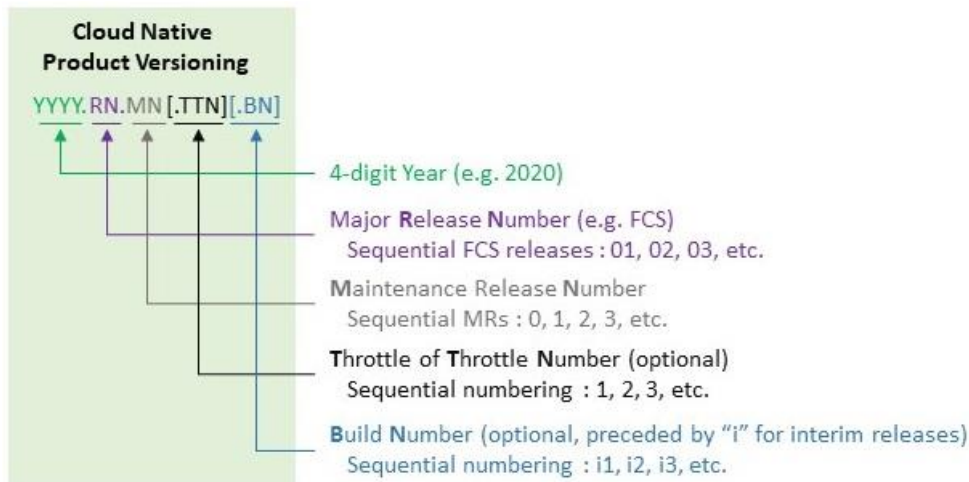 Cloud Native
Product Versioning
YYYY.RN.MN[.TTN][.BN]
4-digit Year (e.g. 2020)
Major Release Number (e.g. FCS)
Sequential FCS releases : 01, 02, 03, etc.
Maintenance Release Number
Sequential MRs : 0, 1, 2, 3, etc.
Throttle of Throttle Number (optional)
Sequential numbering : 1, 2, 3, etc.
Build Number (optional, preceded by “i” for interim releases)
Sequential numbering : i1, i2, i3, etc.